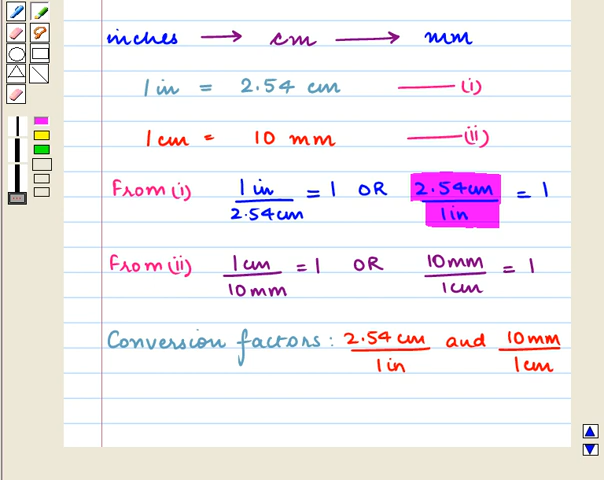 inches → cm → mm
1 in = 2.54 cm —— (i)
1 cm = 10 mm —— (ii)
From (i) 1 in / 2.54 cm = 1 OR 2.54 cm / 1 in = 1
From (ii) 1 cm / 10 mm = 1 OR 10 mm / 1 cm = 1
Conversion factors: 2.54 cm / 1 in and 10 mm / 1 cm